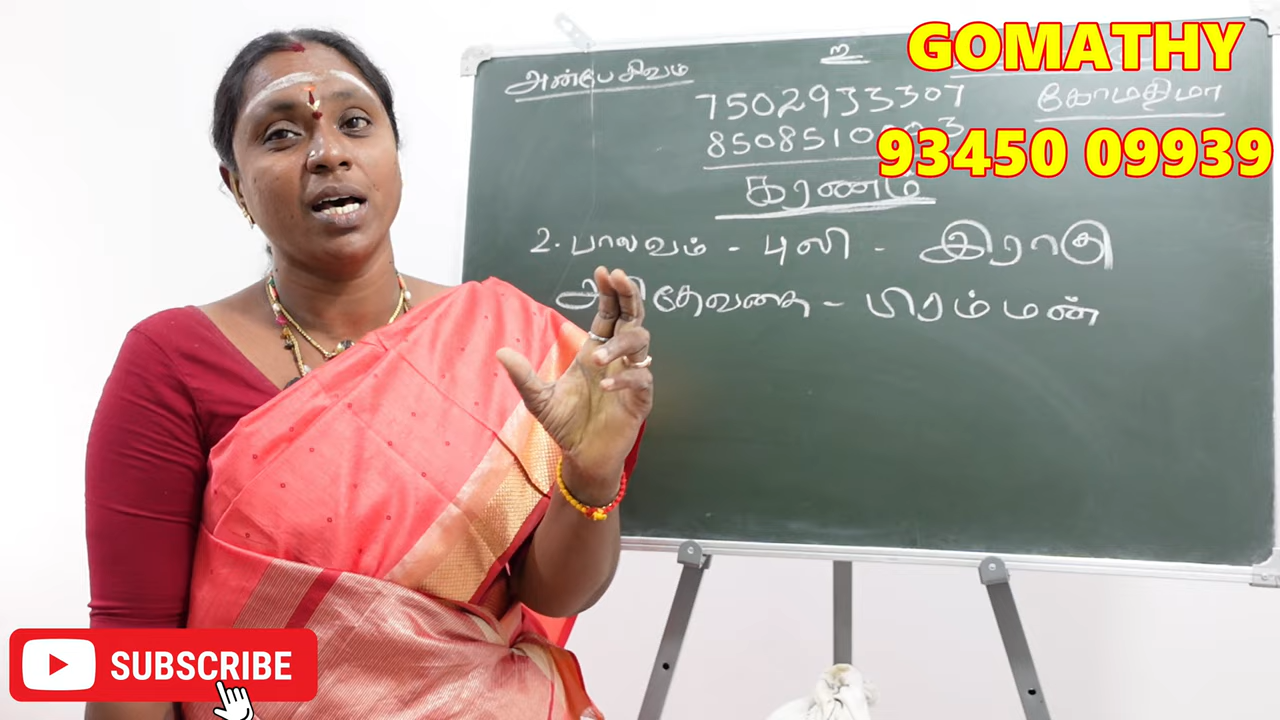 GOMATHY
உ
அன்பே சிவம்
7502933307
கோமதிமா
93450 09939
கரணம்
2. பாலவம் - புலி - இராகு
தேவதை - பிரம்மன்
SUBSCRIBE